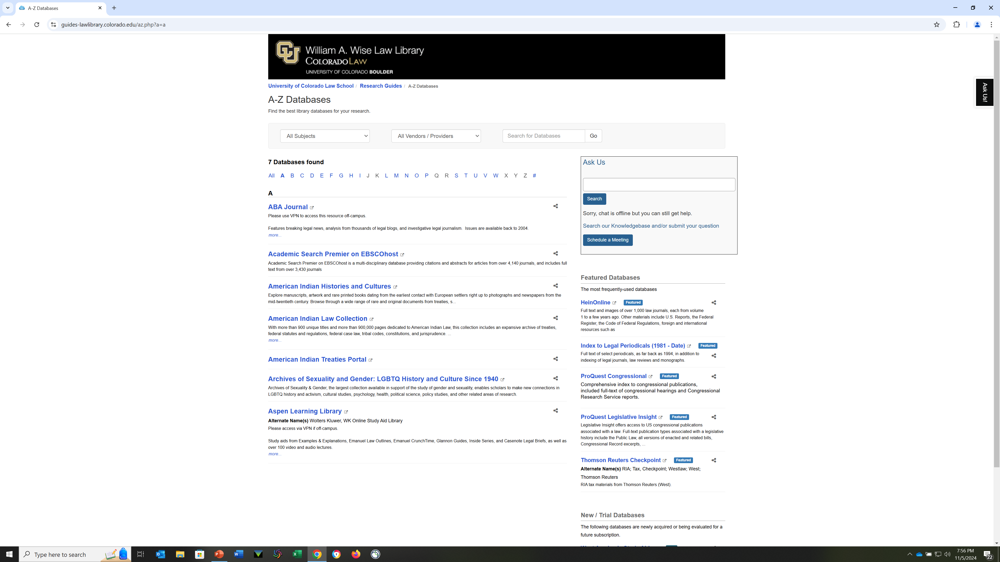 A-Z Databases
guides-lawlibrary.colorado.edu/az.php?a=a
CU
William A. Wise Law Library
COLORADO LAW
UNIVERSITY OF COLORADO BOULDER
University of Colorado Law School / Research Guides / A-Z Databases
Ask Us!
A-Z Databases
Find the best library databases for your research.
All Subjects
All Vendors / Providers
Search for Databases
Go
7 Databases found
All A B C D E F G H I J K L M N O P Q R S T U V W X Y Z #
A
ABA Journal
Please use VPN to access this resource off-campus.
Features breaking legal news, analysis from thousands of legal blogs, and investigative legal journalism. Issues are available back to 2004.
more...
Academic Search Premier on EBSCOhost
Academic Search Premier on EBSCOhost is a multi-disciplinary database providing citations and abstracts for articles from over 4,140 journals, and includes full
text from over 3,430 journals
American Indian Histories and Cultures
Explore manuscripts, artwork and rare printed books dating from the earliest contact with European settlers right up to photographs and newspapers from the
mid-twentieth century. Browse through a wide range of rare and original documents from treaties, s...
American Indian Law Collection
With more than 900 unique titles and more than 900,000 pages dedicated to American Indian Law, this collection includes an expansive archive of treaties,
federal statutes and regulations, federal case law, tribal codes, constitutions, and jurisprudence. ...
more...
American Indian Treaties Portal
Archives of Sexuality and Gender: LGBTQ History and Culture Since 1940
Archives of Sexuality & Gender, the largest collection available in support of the study of gender and sexuality, enables scholars to make new connections in
LGBTQ history and activism, cultural studies, psychology, health, political science, policy studies, and other related areas of research.
Aspen Learning Library
Alternate Name(s) Wolters Kluwer, WK Online Study Aid Library
Please access via VPN if off-campus.
Study aids from Examples & Explanations, Emanuel Law Outlines, Emanuel CrunchTime, Glannon Guides, Inside Series, and Casenote Legal Briefs, as well as
over 100 video and audio lectures.
more...
Ask Us
Search
Sorry, chat is offline but you can still get help.
Search our Knowledgebase and/or submit your question
Schedule a Meeting
Featured Databases
The most frequently-used databases
HeinOnline Featured
Full text and images of over 1,000 law journals, each from volume
1 to a few years ago. Other materials include U.S. Reports, the Federal
Register, the Code of Federal Regulations, foreign and international
resources such as
Index to Legal Periodicals (1981 - Date) Featured
Full text of select periodicals, as far back as 1994, in addition to
indexing of legal journals, law reviews and monographs.
ProQuest Congressional Featured
Comprehensive index to congressional publications,
included full-text of congressional hearings and Congressional
Research Service reports.
ProQuest Legislative Insight Featured
Legislative Insight offers access to US congressional publications
associated with a law. Full-text publication types associated with a legislative
history include the Public Law, all versions of enacted and related bills,
Congressional Record excerpts, ...
Thomson Reuters Checkpoint Featured
Alternate Name(s) RIA; Tax, Checkpoint; Westlaw; West;
Thomson Reuters
RIA tax materials from Thomson Reuters (West).
New / Trial Databases
The following databases are newly acquired or being evaluated for a
future subscription.
Type here to search
7:56 PM
11/5/2024
22